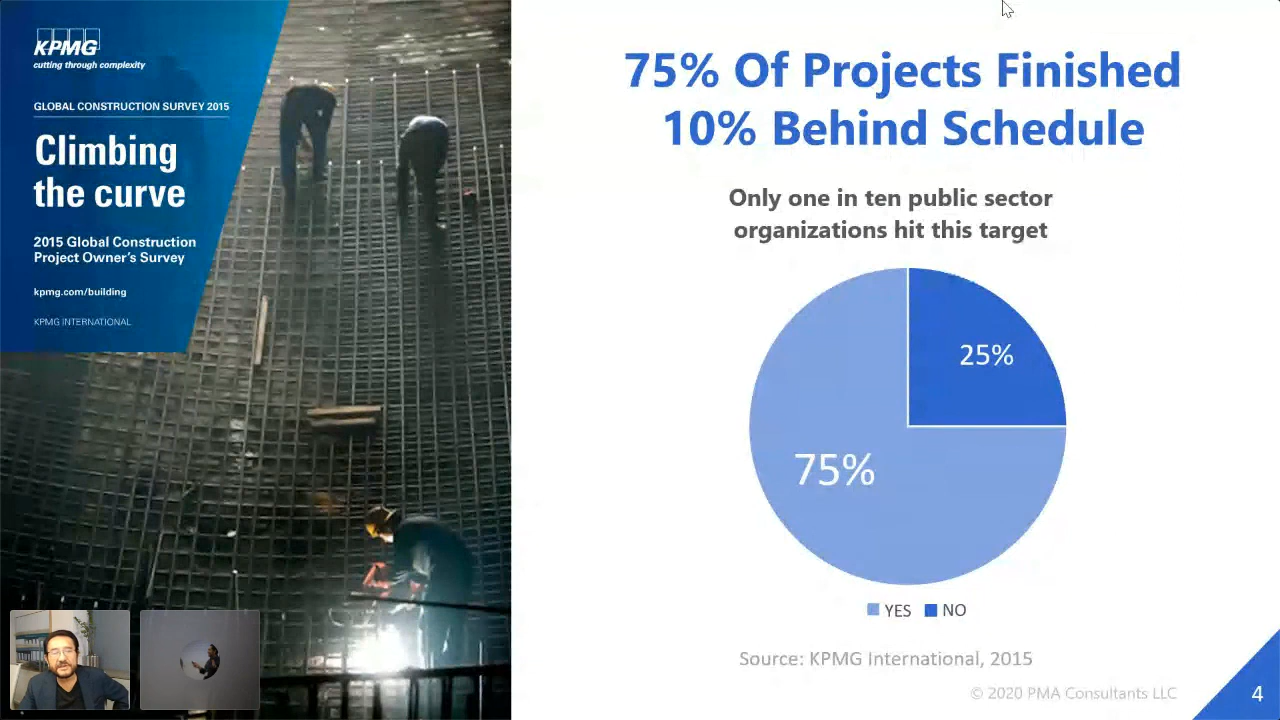 KPMG
cutting through complexity
GLOBAL CONSTRUCTION SURVEY 2015
Climbing
the curve
2015 Global Construction
Project Owner's Survey
kpmg.com/building
KPMG INTERNATIONAL
75% Of Projects Finished
10% Behind Schedule
Only one in ten public sector
organizations hit this target
25%
75%
YES NO
Source: KPMG International, 2015
© 2020 PMA Consultants LLC
4